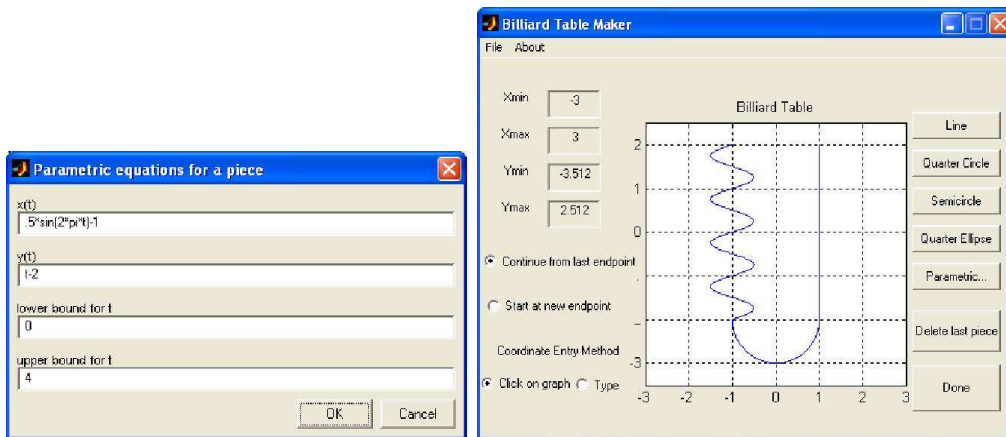 Parametric equations for a piece
x(t)
.5*sin(2*pi*t)-1
y(t)
t-2
lower bound for t
0
upper bound for t
4
OK Cancel
Billiard Table Maker
File About
Xmin -3
Xmax 3
Ymin -3.512
Ymax 2.512
Continue from last endpoint
Start at new endpoint
Coordinate Entry Method
Click on graph Type
Billiard Table
2
1
0
-3
-3 -2 -1 0 1 2 3
Line
Quarter Circle
Semicircle
Quarter Ellipse
Parametric...
Delete last piece
Done